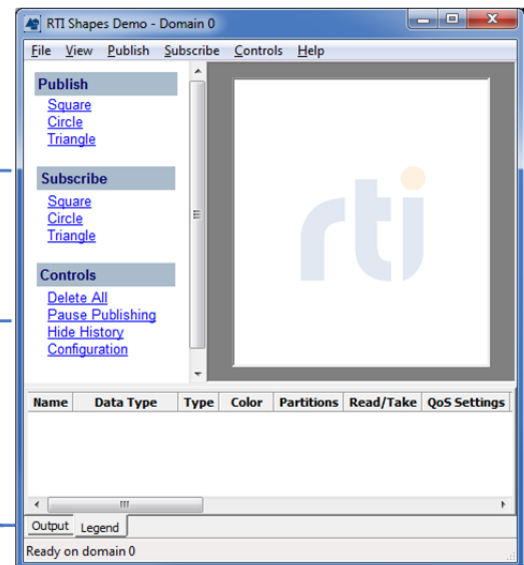 RTI Shapes Demo - Domain 0
File View Publish Subscribe Controls Help
Publish
Square
Circle
Triangle
Subscribe
Square
Circle
Triangle
Controls
Delete All
Pause Publishing
Hide History
Configuration
rti
Name Data Type Type Color Partitions Read/Take QoS Settings
Output Legend
Ready on domain 0